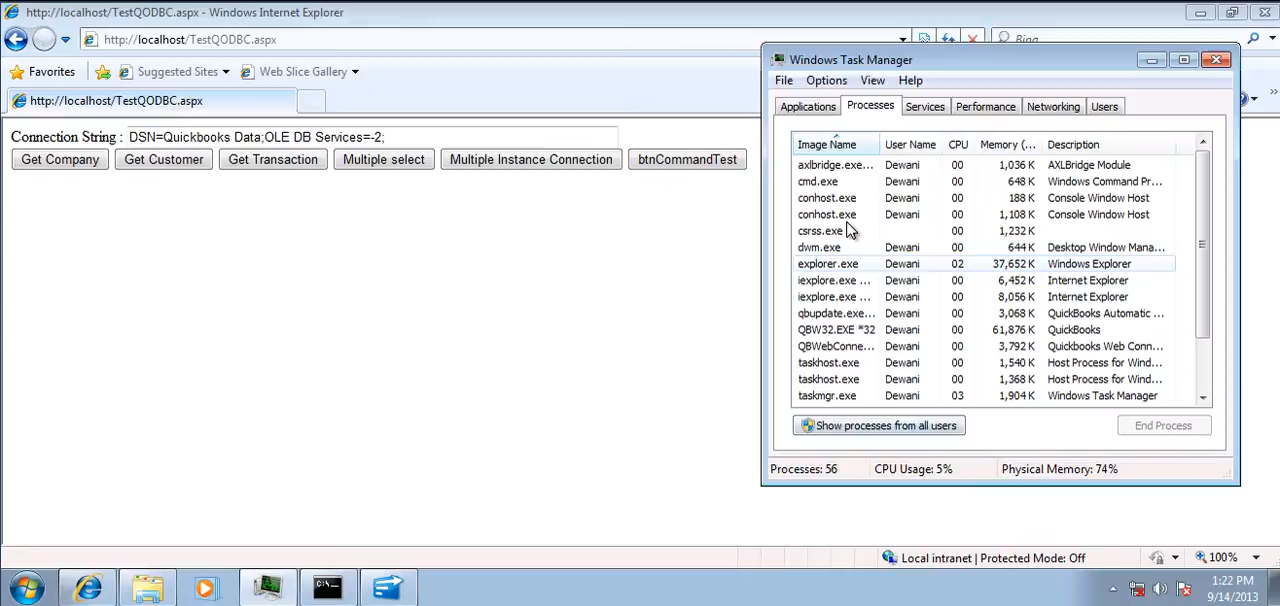 http://localhost/TestQODBC.aspx - Windows Internet Explorer
http://localhost/TestQODBC.aspx
Bing
Favorites
Suggested Sites
Web Slice Gallery
http://localhost/TestQODBC.aspx
Connection String : DSN=Quickbooks Data;OLE DB Services=-2;
Get Company Get Customer Get Transaction Multiple select Multiple Instance Connection btnCommandTest
Windows Task Manager
File Options View Help
Applications Processes Services Performance Networking Users
Image Name User Name CPU Memory (... Description
axlbridge.exe... Dewani 00 1,036 K AXLBridge Module
cmd.exe Dewani 00 648 K Windows Command Pr...
conhost.exe Dewani 00 188 K Console Window Host
conhost.exe Dewani 00 1,108 K Console Window Host
csrss.exe 00 1,232 K
dwm.exe Dewani 00 644 K Desktop Window Mana...
explorer.exe Dewani 02 37,652 K Windows Explorer
iexplore.exe ... Dewani 00 6,452 K Internet Explorer
iexplore.exe ... Dewani 00 8,056 K Internet Explorer
qbupdate.exe... Dewani 00 3,068 K QuickBooks Automatic ...
QBW32.EXE *32 Dewani 00 61,876 K QuickBooks
QBWebConne... Dewani 00 3,792 K Quickbooks Web Conn...
taskhost.exe Dewani 00 1,540 K Host Process for Wind...
taskhost.exe Dewani 00 1,368 K Host Process for Wind...
taskmgr.exe Dewani 03 1,904 K Windows Task Manager
Show processes from all users End Process
Processes: 56 CPU Usage: 5% Physical Memory: 74%
Local intranet | Protected Mode: Off
100%
1:22 PM
9/14/2013